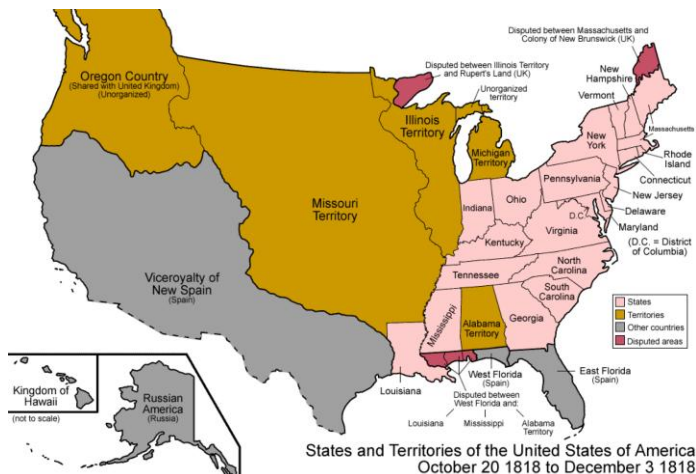 Disputed between Massachusetts and
Colony of New Brunswick (UK)
Oregon Country
(Shared with United Kingdom)
(Unorganized)
Disputed between Illinois Territory
and Rupert's Land (UK)
Unorganized
territory
New
Hampshire
Vermont
Illinois
Territory
Massachusetts
New
York
Michigan
Territory
Rhode
Island
Connecticut
Pennsylvania
New Jersey
Missouri
Territory
Indiana
Ohio
D.C.
Delaware
Maryland
(D.C. = District
of Columbia)
Virginia
Kentucky
Viceroyalty of
New Spain
(Spain)
North
Carolina
Tennessee
South
Carolina
States
Territories
Other countries
Disputed areas
Mississippi
Alabama
Territory
Georgia
Kingdom of
Hawaii
(not to scale)
Russian
America
(Russia)
Louisiana
West Florida
(Spain)
East Florida
(Spain)
Disputed between
West Florida and:
Louisiana
Mississippi
Alabama
Territory
States and Territories of the United States of America
October 20 1818 to December 3 1818